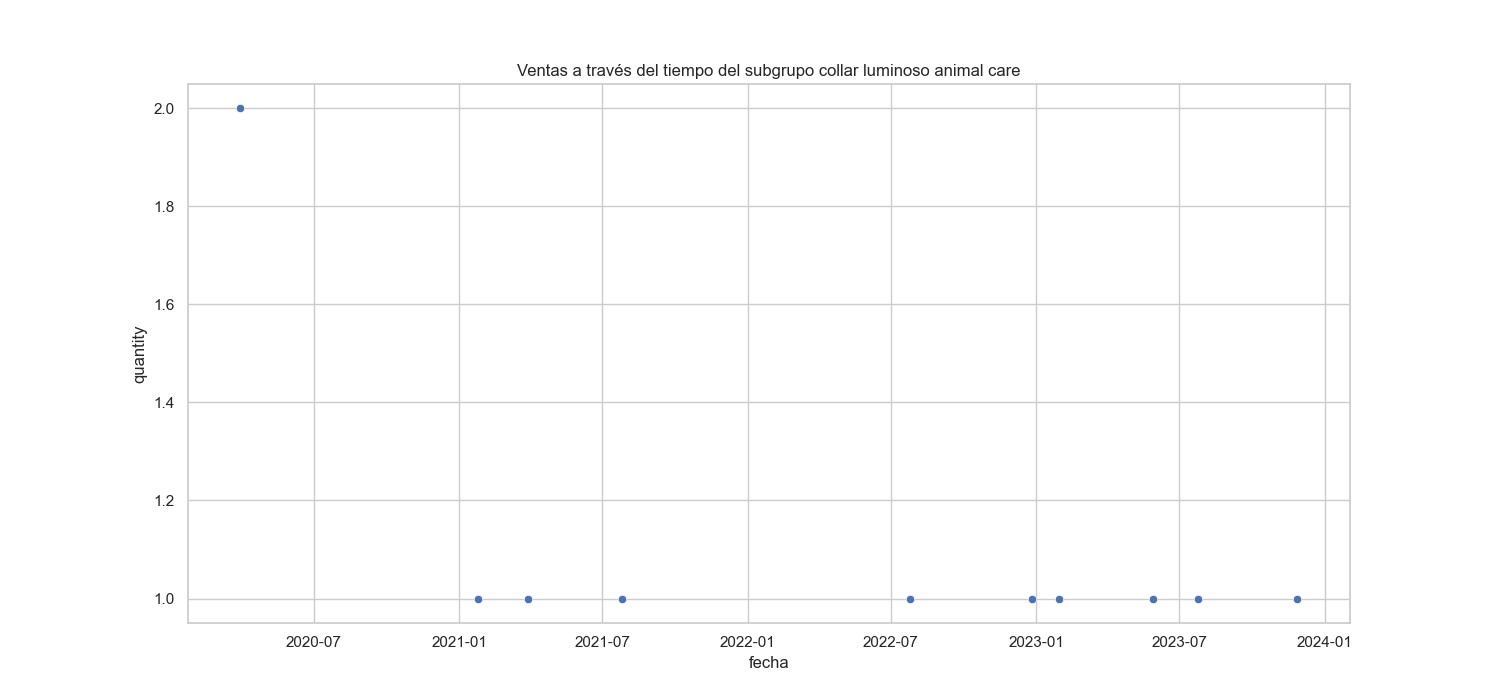 Ventas a través del tiempo del subgrupo collar luminoso animal care
2.0
1.8
1.6
1.4
1.2
1.0
quantity
2020-07 2021-01 2021-07 2022-01 2022-07 2023-01 2023-07 2024-01
fecha